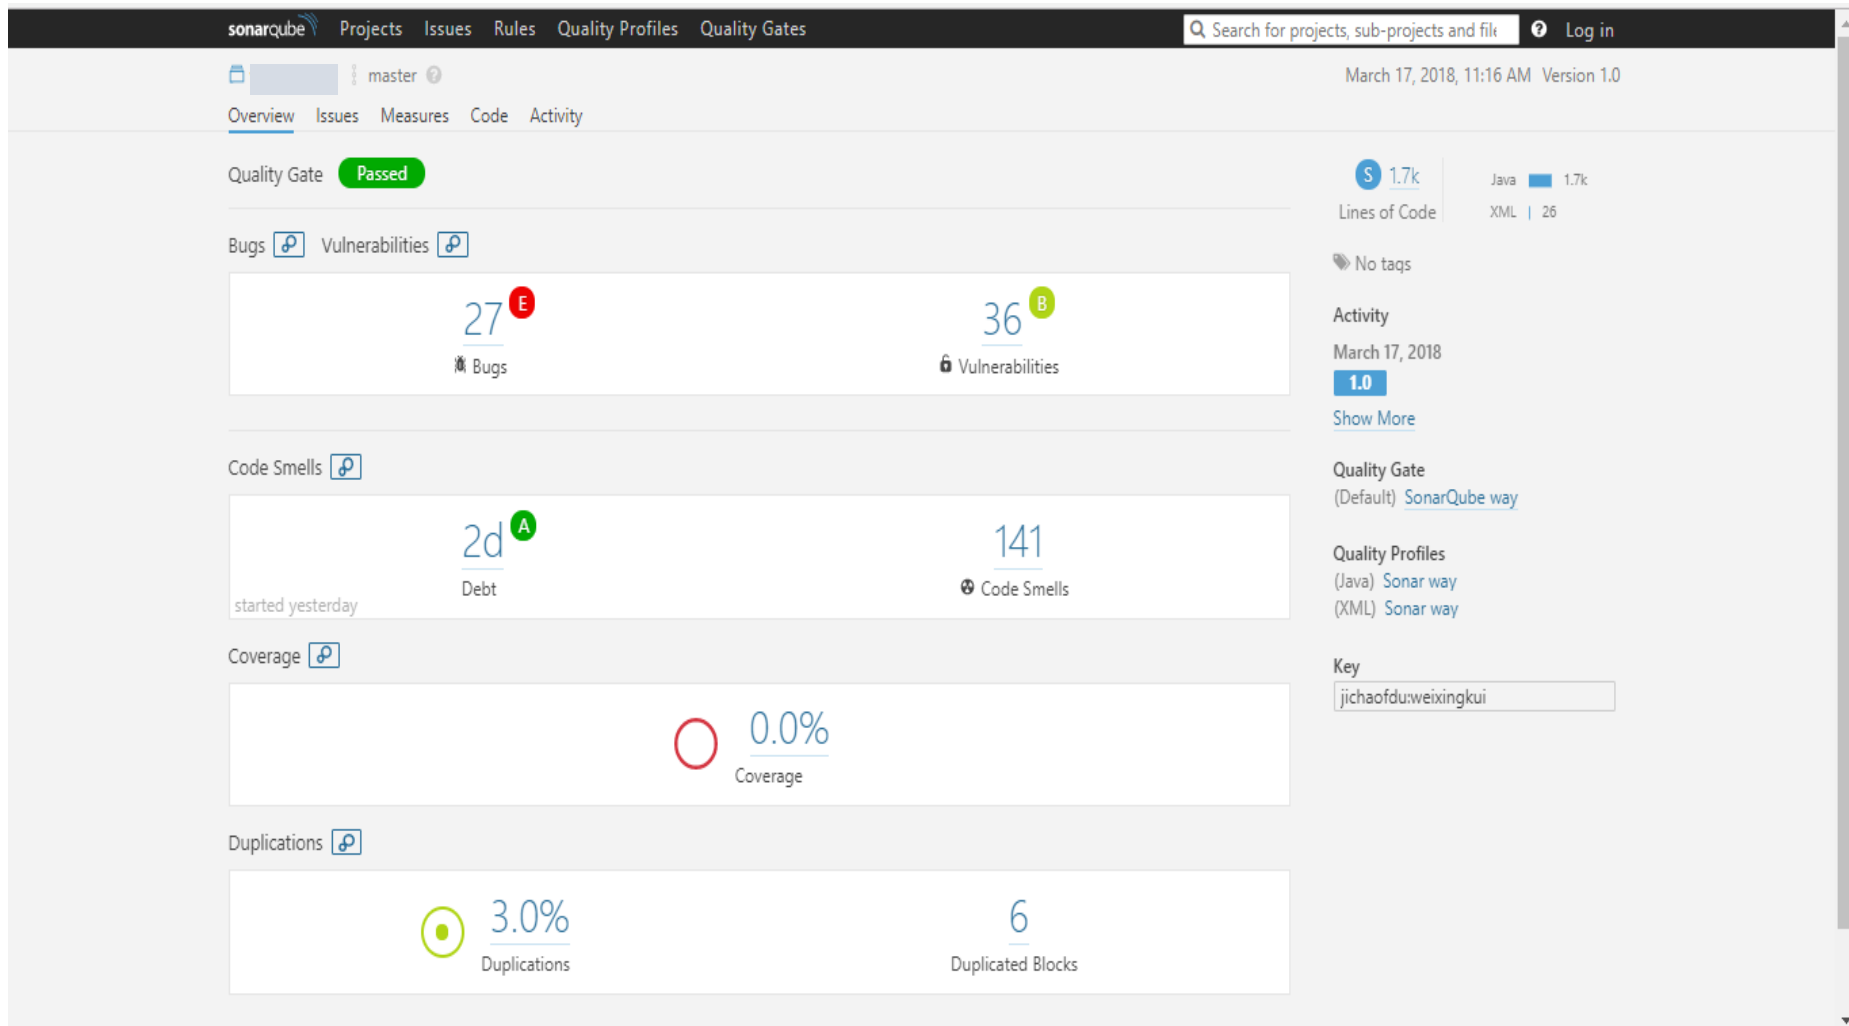 sonarqube Projects Issues Rules Quality Profiles Quality Gates Search for projects, sub-projects and file ? Log in
master ? March 17, 2018, 11:16 AM Version 1.0
Overview Issues Measures Code Activity
Quality Gate Passed
S 1.7k Java 1.7k
Lines of Code XML 26
Bugs Vulnerabilities
No tags
27 E 36 B
Bugs Vulnerabilities
Activity
March 17, 2018
1.0
Show More
Code Smells
Quality Gate
(Default) SonarQube way
2d A 141
Debt Code Smells
started yesterday
Quality Profiles
(Java) Sonar way
(XML) Sonar way
Coverage
Key
jichaofdu:weixingkui
0.0%
Coverage
Duplications
3.0% 6
Duplications Duplicated Blocks